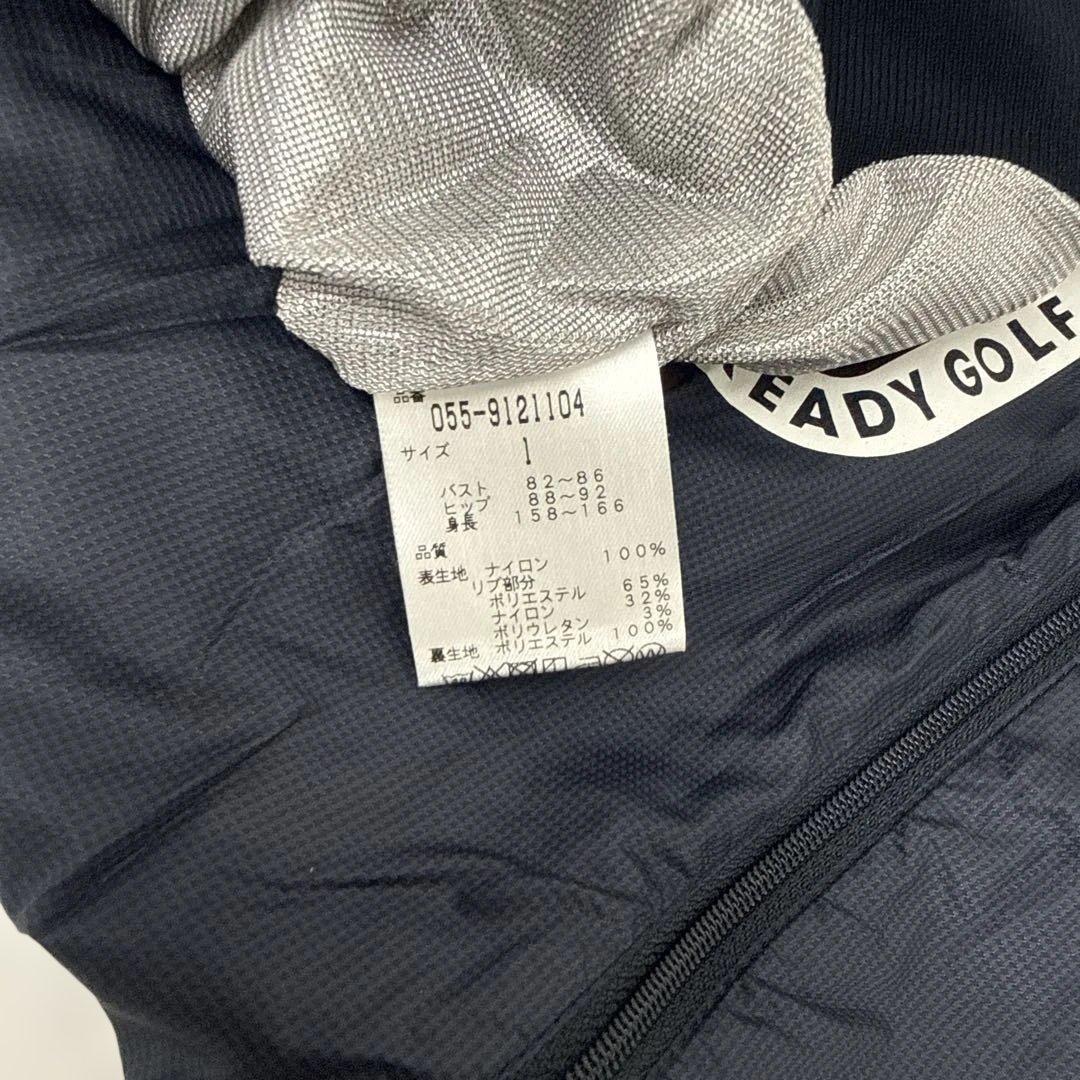 品番
055-9121104
サイズ 1
バスト 82～86
ヒップ 88～92
身長 158～166
品質
表生地 ナイロン 100%
リブ部分
ポリエステル 65%
ナイロン 32%
ポリウレタン 3%
裏生地 ポリエステル 100%
EADY GOLF